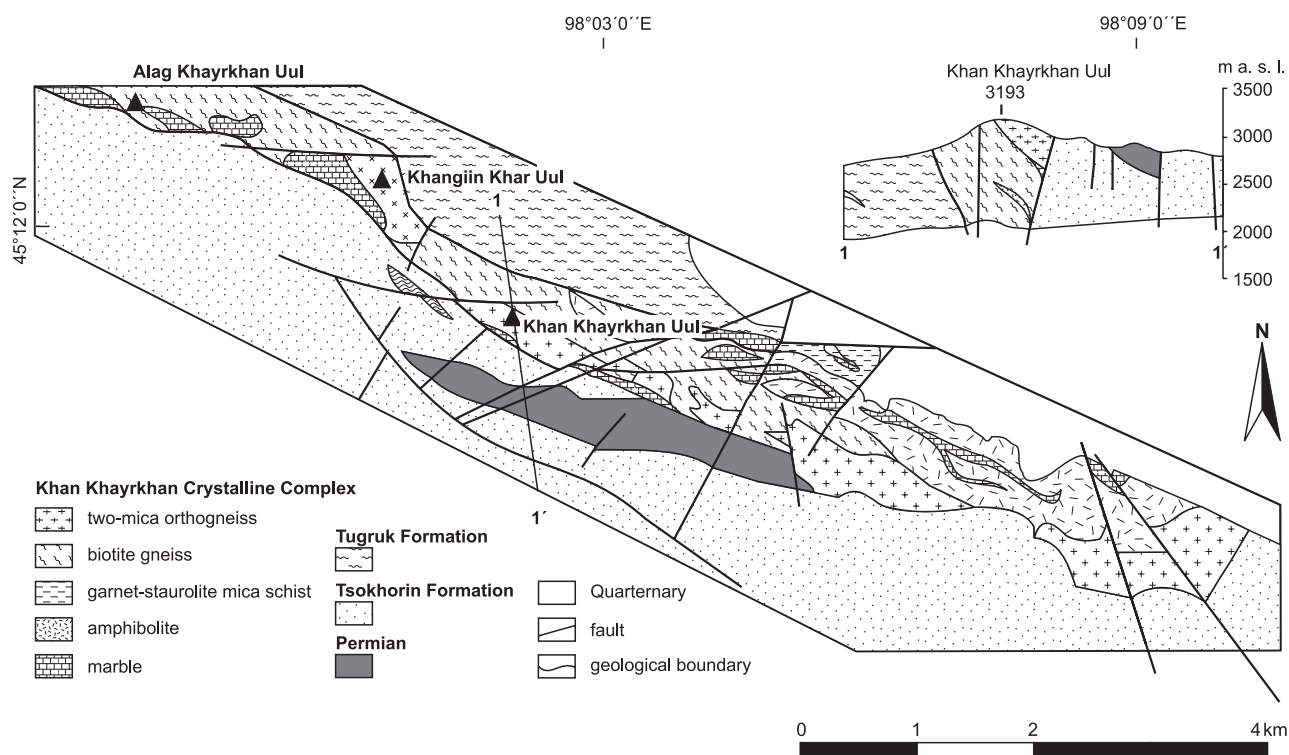 98°03´0´´E
98°09´0´´E
Alag Khayrkhan Uul
Khan Khayrkhan Uul
3193
m a. s. l.
3500
3000
2500
2000
1500
1
1´
Khangiin Khar Uul
1
45°12´0´´N
Khan Khayrkhan Uul
N
1´
Khan Khayrkhan Crystalline Complex
two-mica orthogneiss
biotite gneiss
garnet-staurolite mica schist
amphibolite
marble
Tugruk Formation
Tsokhorin Formation
Permian
Quarternary
fault
geological boundary
0 1 2 4 km